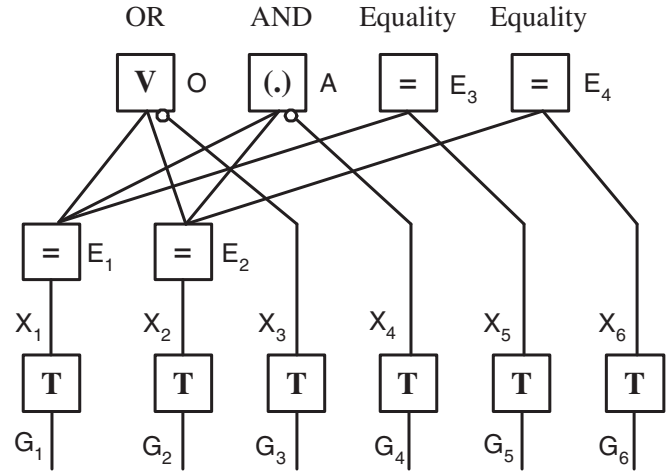 OR AND Equality Equality
V O (.) A = E₃ = E₄
= E₁ = E₂
X₁ X₂ X₃ X₄ X₅ X₆
T T T T T T
G₁ G₂ G₃ G₄ G₅ G₆